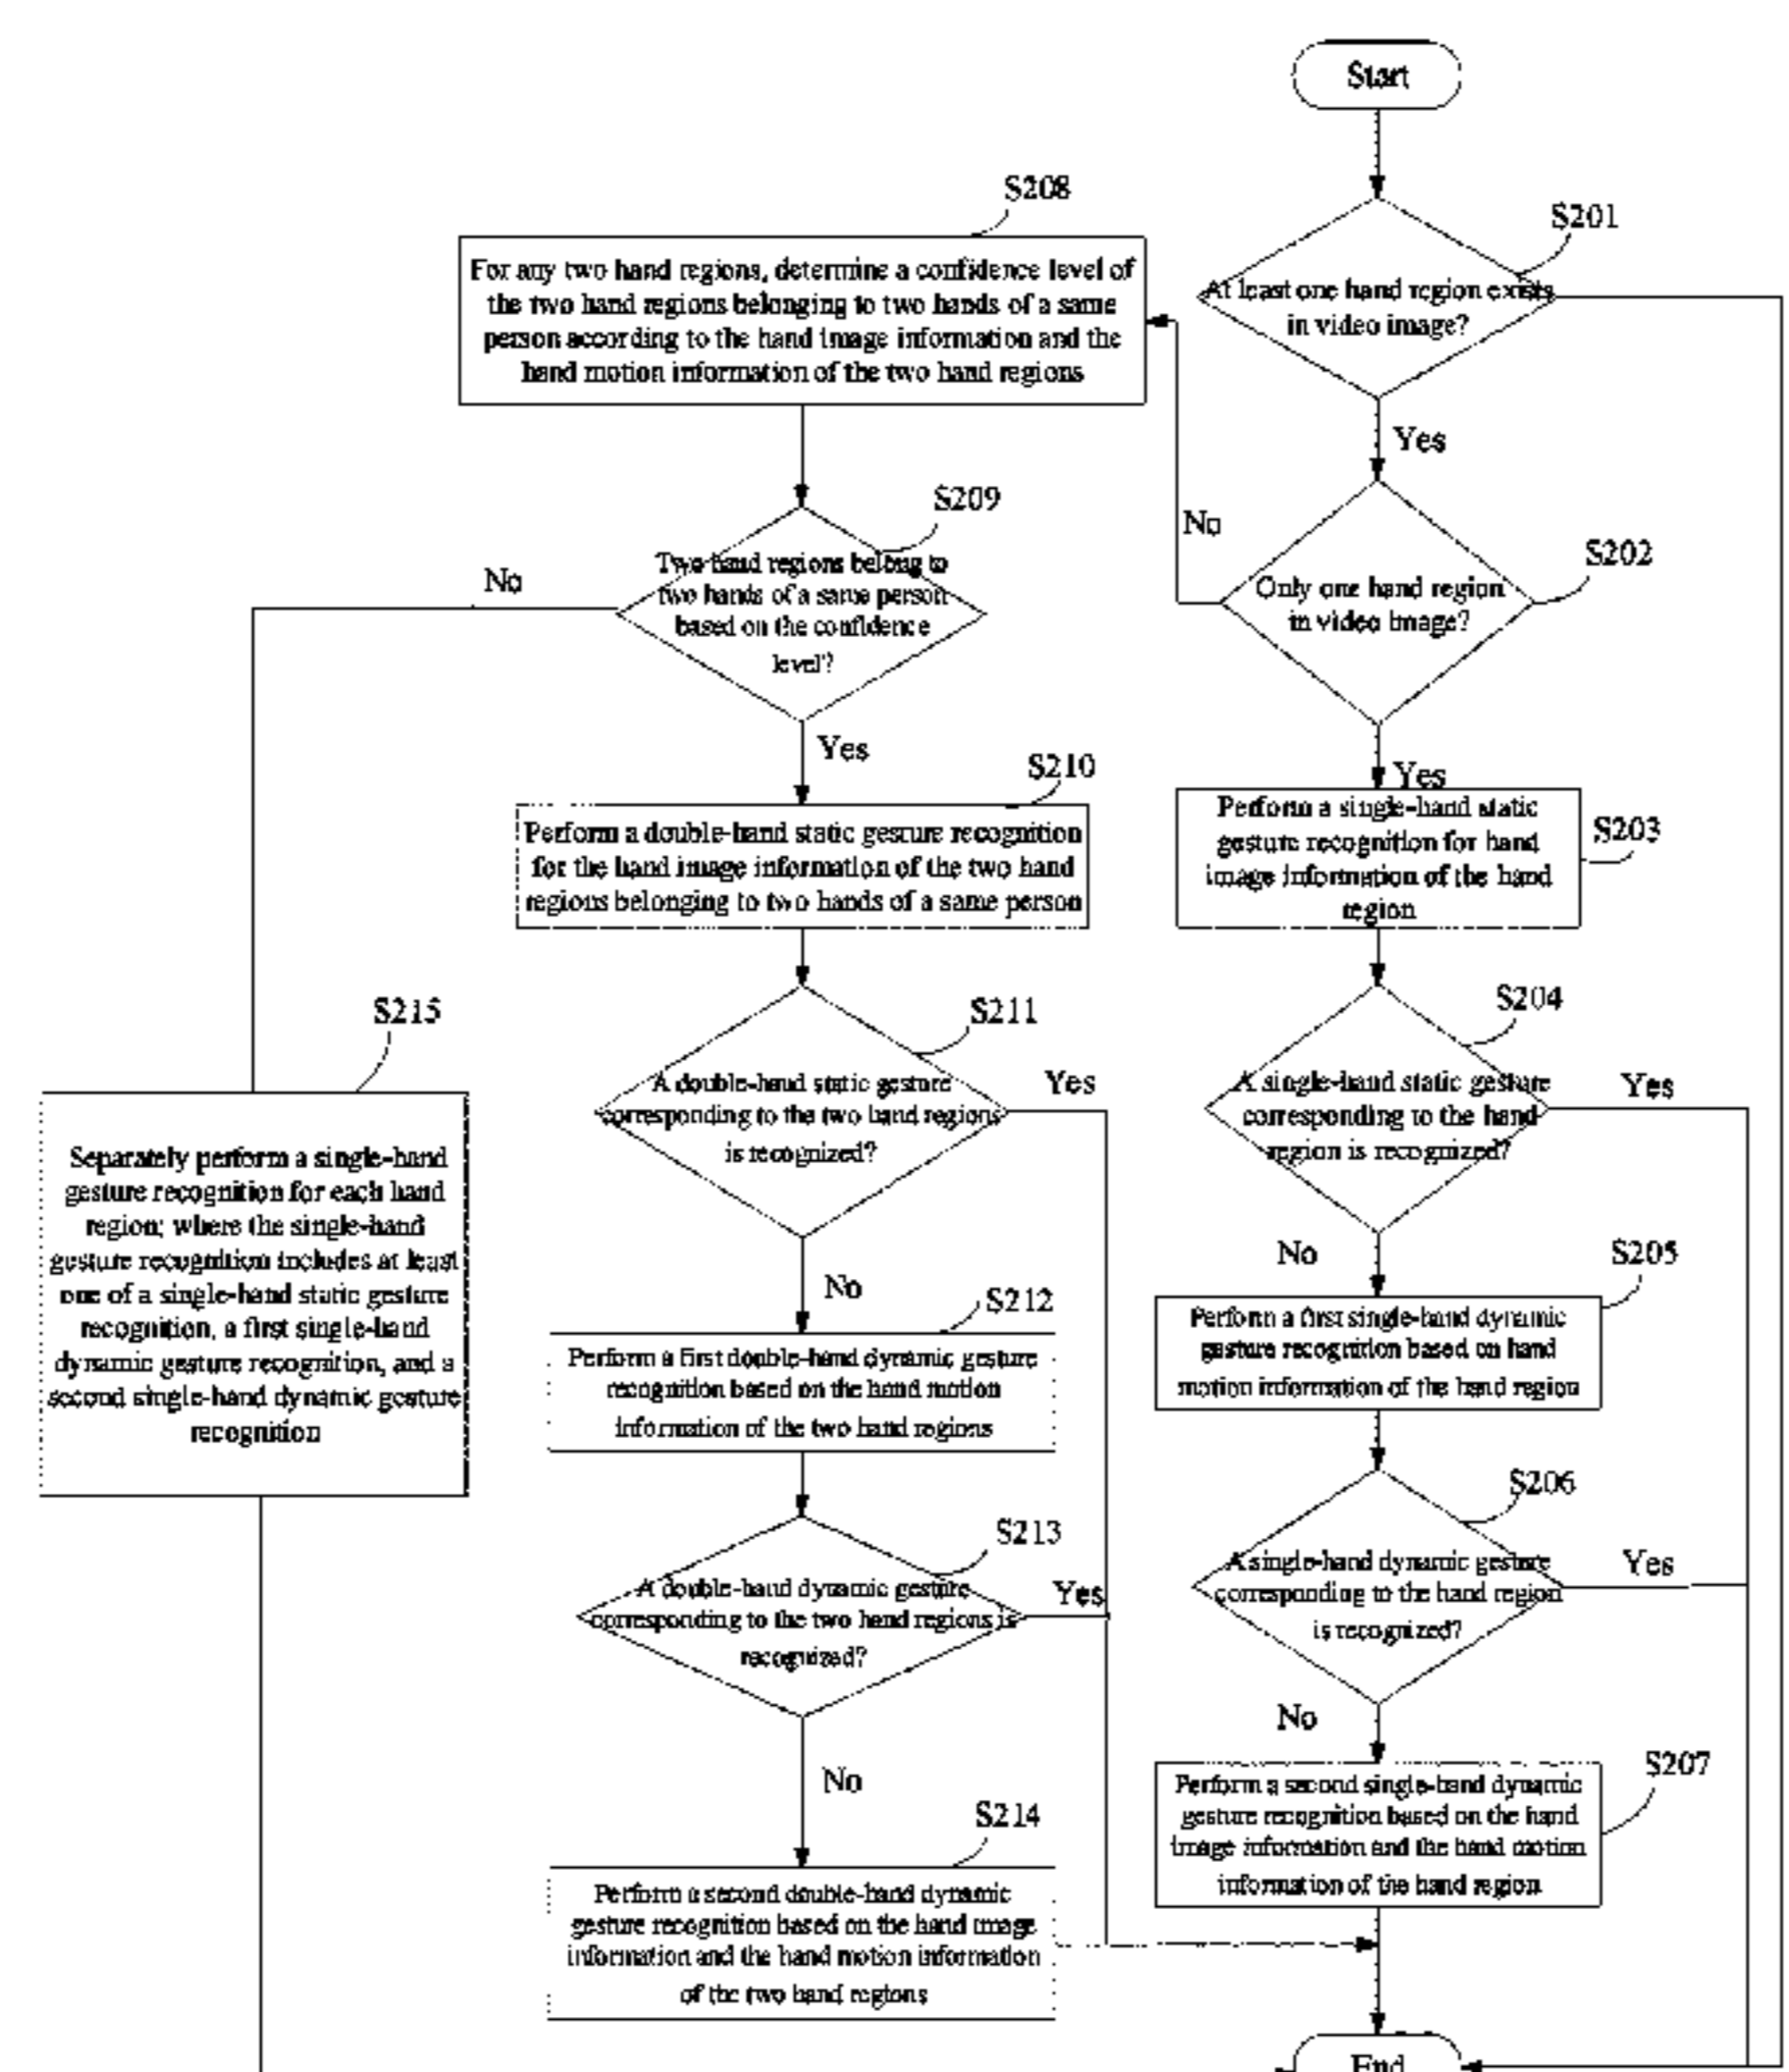 Start
S201
At least one hand region exists
in video image?
Yes
S202
Only one hand region
in video image?
No
Yes
S203
Perform a single-hand static
gesture recognition for hand
image information of the hand
region
S204
A single-hand static gesture
corresponding to the hand
region is recognized?
Yes
No
S205
Perform a first single-hand dynamic
gesture recognition based on hand
motion information of the hand region
S206
A single-hand dynamic gesture
corresponding to the hand region
is recognized?
Yes
No
S207
Perform a second single-hand dynamic
gesture recognition based on the hand
image information and the hand motion
information of the hand region
S208
For any two hand regions, determine a confidence level of
the two hand regions belonging to two hands of a same
person according to the hand image information and the
hand motion information of the two hand regions
S209
Two hand regions belong to
two hands of a same person
based on the confidence
level?
No
Yes
S210
Perform a double-hand static gesture recognition
for the hand image information of the two hand
regions belonging to two hands of a same person
S211
A double-hand static gesture
corresponding to the two hand regions
is recognized?
Yes
No
S212
Perform a first double-hand dynamic gesture
recognition based on the hand motion
information of the two hand regions
S213
A double-hand dynamic gesture
corresponding to the two hand regions is
recognized?
Yes
No
S214
Perform a second double-hand dynamic
gesture recognition based on the hand image
information and the hand motion information
of the two hand regions
S215
Separately perform a single-hand
gesture recognition for each hand
region; where the single-hand
gesture recognition includes at least
one of a single-hand static gesture
recognition, a first single-hand
dynamic gesture recognition, and a
second single-hand dynamic gesture
recognition
End